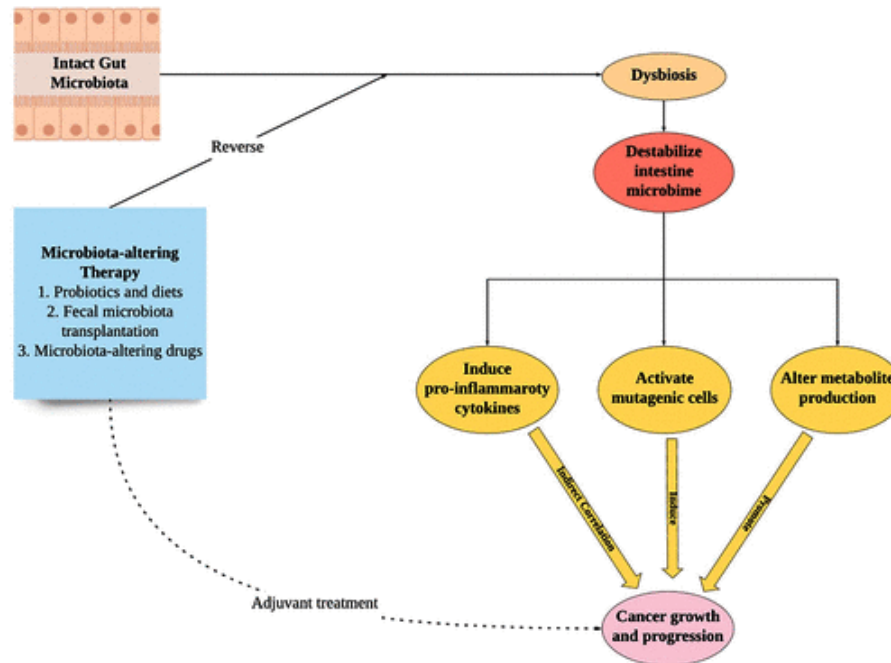 Intact Gut
Microbiota
Dysbiosis
Reverse
Destabilize
intestine
microbime
Microbiota-altering
Therapy
1. Probiotics and diets
2. Fecal microbiota
transplantation
3. Microbiota-altering drugs
Induce
pro-inflammaroty
cytokines
Activate
mutagenic cells
Alter metabolite
production
Indirect Correlation
Induce
Promote
Adjuvant treatment
Cancer growth
and progression